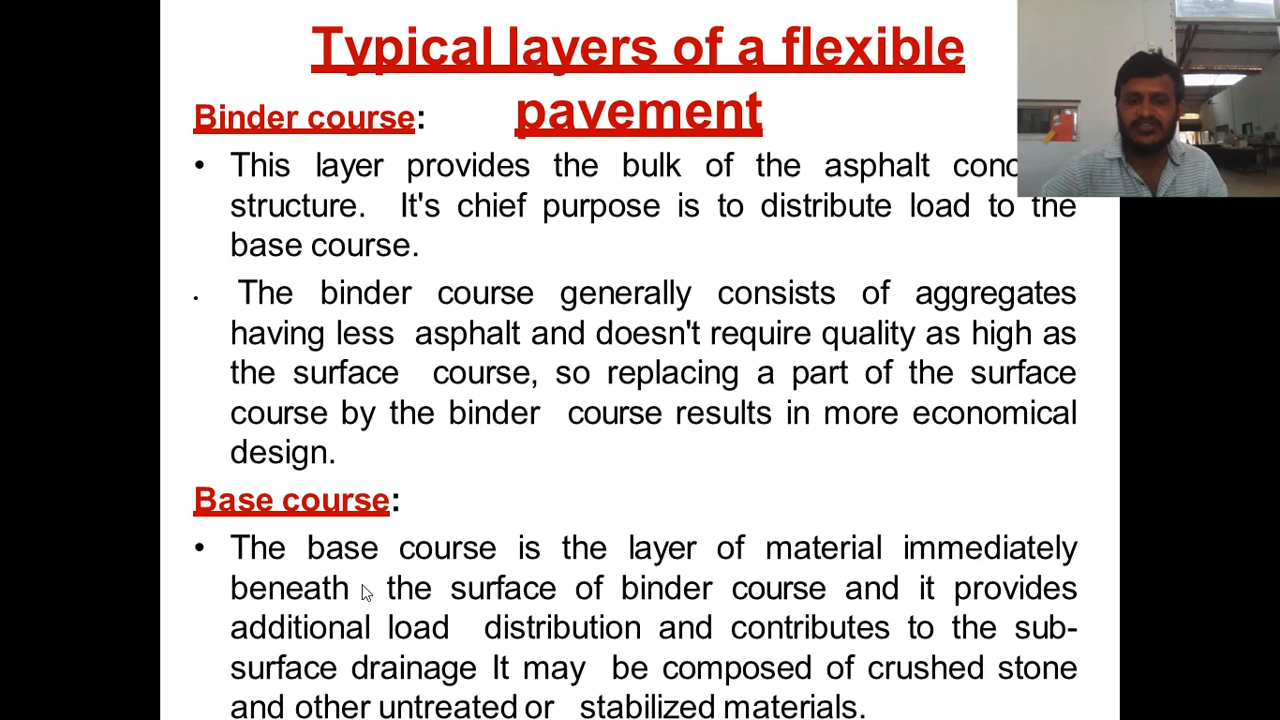 Typical layers of a flexible
pavement
Binder course:
• This layer provides the bulk of the asphalt
structure. It's chief purpose is to distribute load to the
base course.
• The binder course generally consists of aggregates
having less asphalt and doesn't require quality as high as
the surface course, so replacing a part of the surface
course by the binder course results in more economical
design.
Base course:
• The base course is the layer of material immediately
beneath the surface of binder course and it provides
additional load distribution and contributes to the sub-
surface drainage It may be composed of crushed stone
and other untreated or stabilized materials.